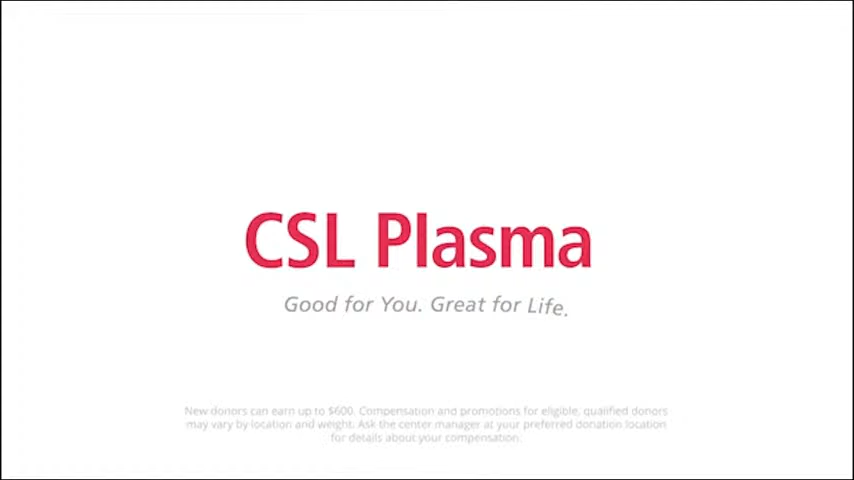 CSL Plasma
Good for You. Great for Life.
New donors can earn up to $600. Compensation and promotions for eligible, qualified donors
may vary by location and weight. Ask the center manager at your preferred donation location
for details about your compensation.